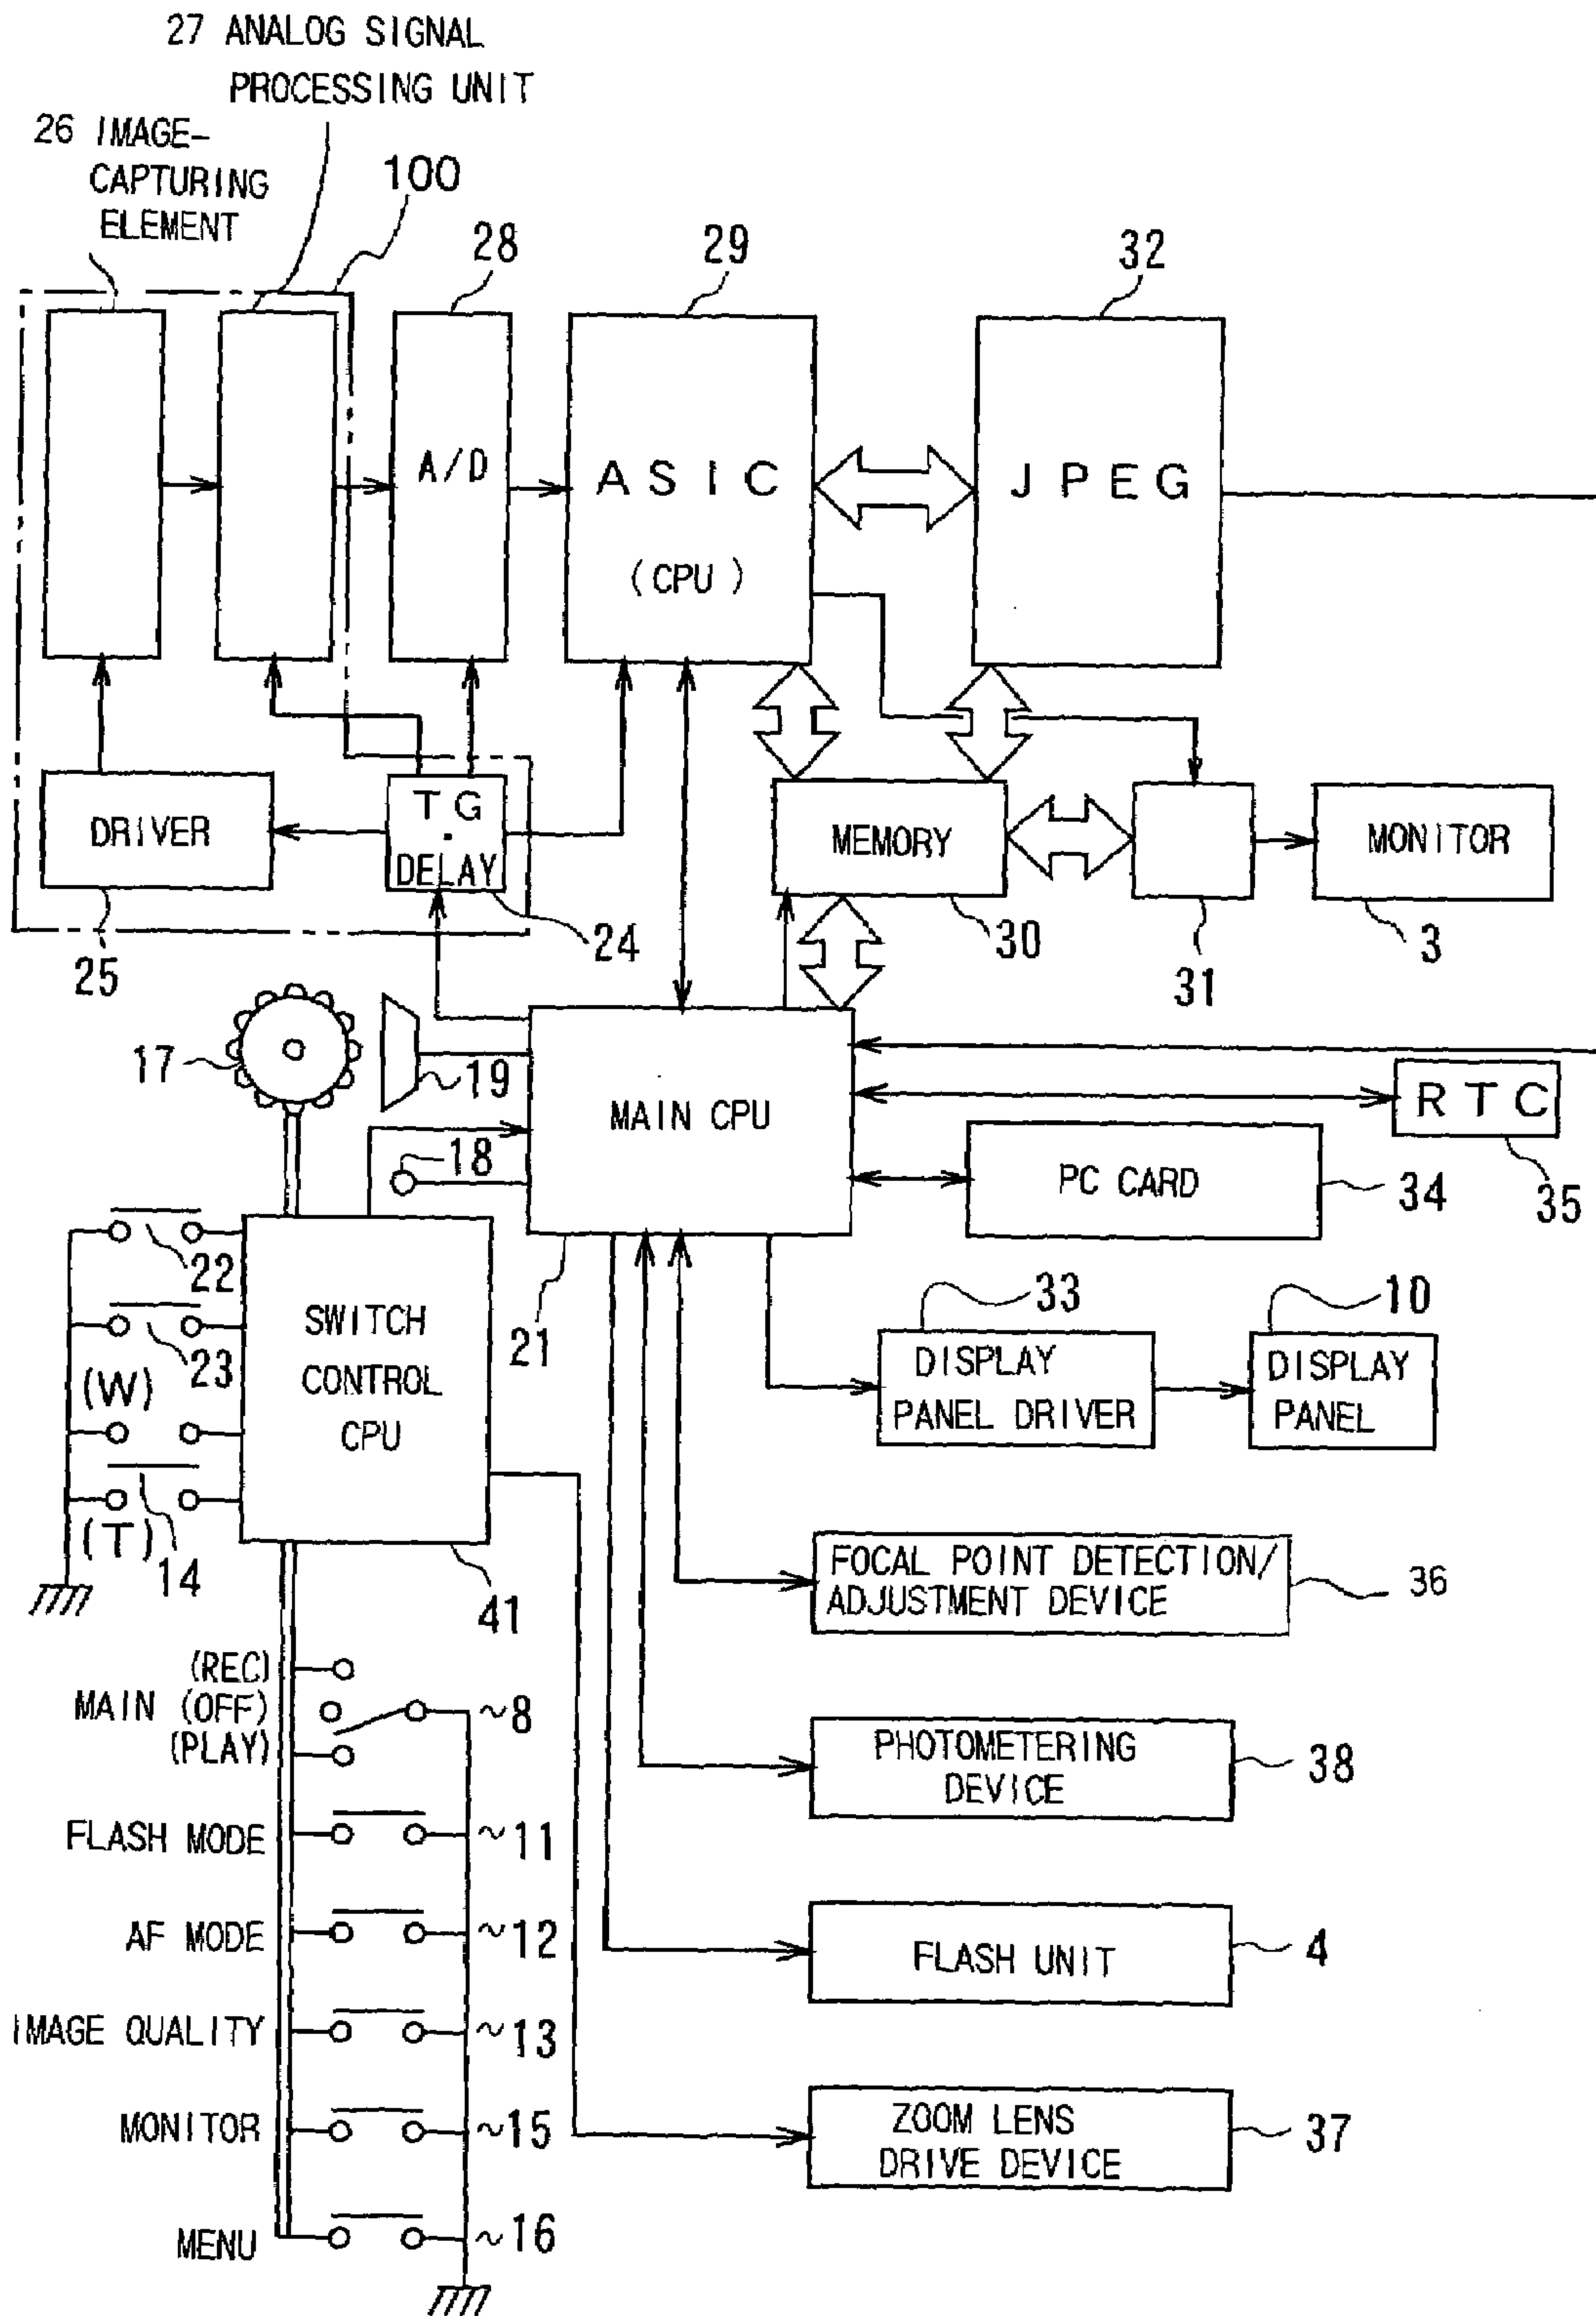 27 ANALOG SIGNAL
PROCESSING UNIT
26 IMAGE-
CAPTURING
ELEMENT
100
28
29
32
A/D
ASIC
(CPU)
JPEG
DRIVER
TG
·
DELAY
MEMORY
MONITOR
25
24
30
31
3
17
19
18
MAIN CPU
RTC
PC CARD
34
35
22
23
(W)
(T)
14
SWITCH
CONTROL
CPU
41
21
33
10
DISPLAY
PANEL DRIVER
DISPLAY
PANEL
FOCAL POINT DETECTION/
ADJUSTMENT DEVICE
36
(REC)
MAIN (OFF)
(PLAY)
~8
PHOTOMETERING
DEVICE
38
FLASH MODE
~11
AF MODE
~12
FLASH UNIT
4
IMAGE QUALITY
~13
MONITOR
~15
ZOOM LENS
DRIVE DEVICE
37
MENU
~16